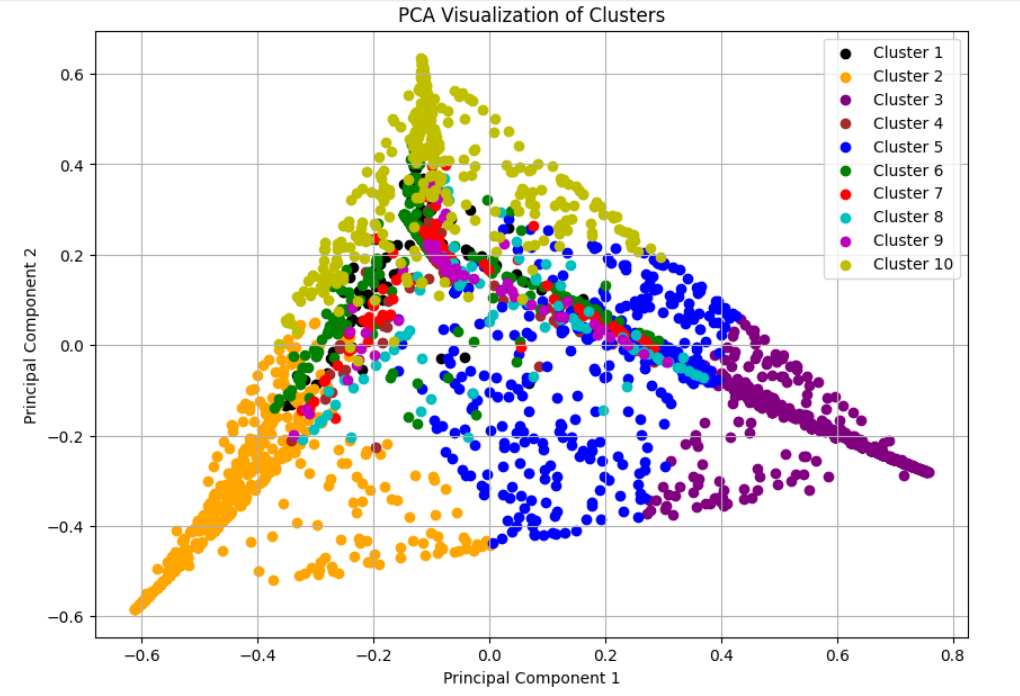 PCA Visualization of Clusters
Cluster 1
Cluster 2
Cluster 3
Cluster 4
Cluster 5
Cluster 6
Cluster 7
Cluster 8
Cluster 9
Cluster 10
0.6
0.4
0.2
0.0
−0.2
−0.4
−0.6
Principal Component 2
−0.6 −0.4 −0.2 0.0 0.2 0.4 0.6 0.8
Principal Component 1